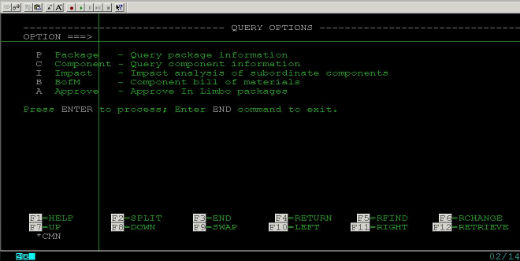 QUERY OPTIONS
OPTION ===>
P Package - Query package information
C Component - Query component information
I Impact - Impact analysis of subordinate components
B BofM - Component bill of materials
A Approve - Approve In Limbo packages
Press ENTER to process; Enter END command to exit.
F1=HELP F2=SPLIT F3=END F4=RETURN F5=RFIND F6=RCHANGE
F7=UP F8=DOWN F9=SWAP F10=LEFT F11=RIGHT F12=RETRIEVE
*CMN
02/14